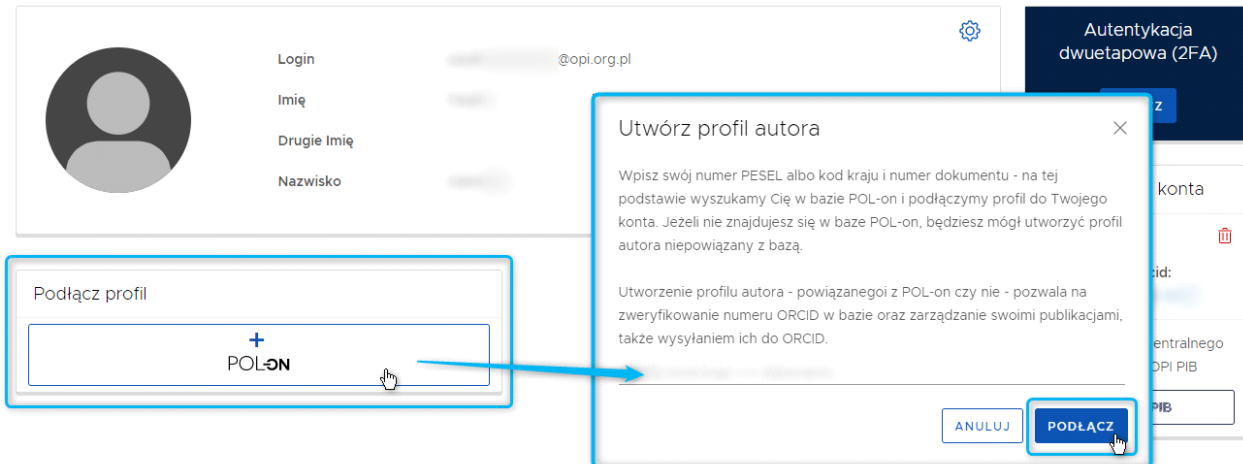 Login @opi.org.pl
Imię
Drugie Imię
Nazwisko
Autentykacja
dwuetapowa (2FA)
Z
konta
cid:
entralnego
OPI PIB
PIB
Podłącz profil
+
POL-ON
Utwórz profil autora
Wpisz swój numer PESEL albo kod kraju i numer dokumentu - na tej
podstawie wyszukamy Cię w bazie POL-on i podłączymy profil do Twojego
konta. Jeżeli nie znajdujesz się w baze POL-on, będziesz mógł utworzyć profil
autora niepowiązany z bazą.
Utworzenie profilu autora - powiązanegoi z POL-on czy nie - pozwala na
zweryfikowanie numeru ORCID w bazie oraz zarządzanie swoimi publikacjami,
także wysyłaniem ich do ORCID.
ANULUJ
PODŁĄCZ